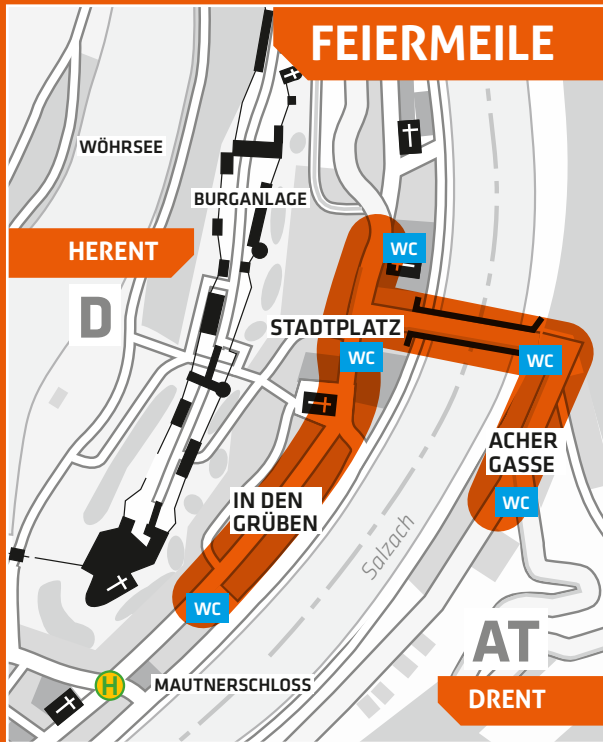 FEIERMEILE
WÖHRSEE
BURGANLAGE
HERENT
WC
D
STADTPLATZ
WC
WC
ACHER
GASSE
IN DEN
GRÜBEN
WC
Salzach
WC
AT
H
MAUTNERSCHLOSS
DRENT